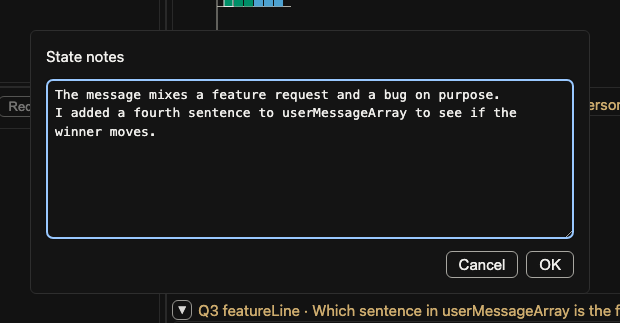 State notes
The message mixes a feature request and a bug on purpose.
I added a fourth sentence to userMessageArray to see if the
winner moves.
Cancel OK
Q3 featureLine · Which sentence in userMessageArray is the f